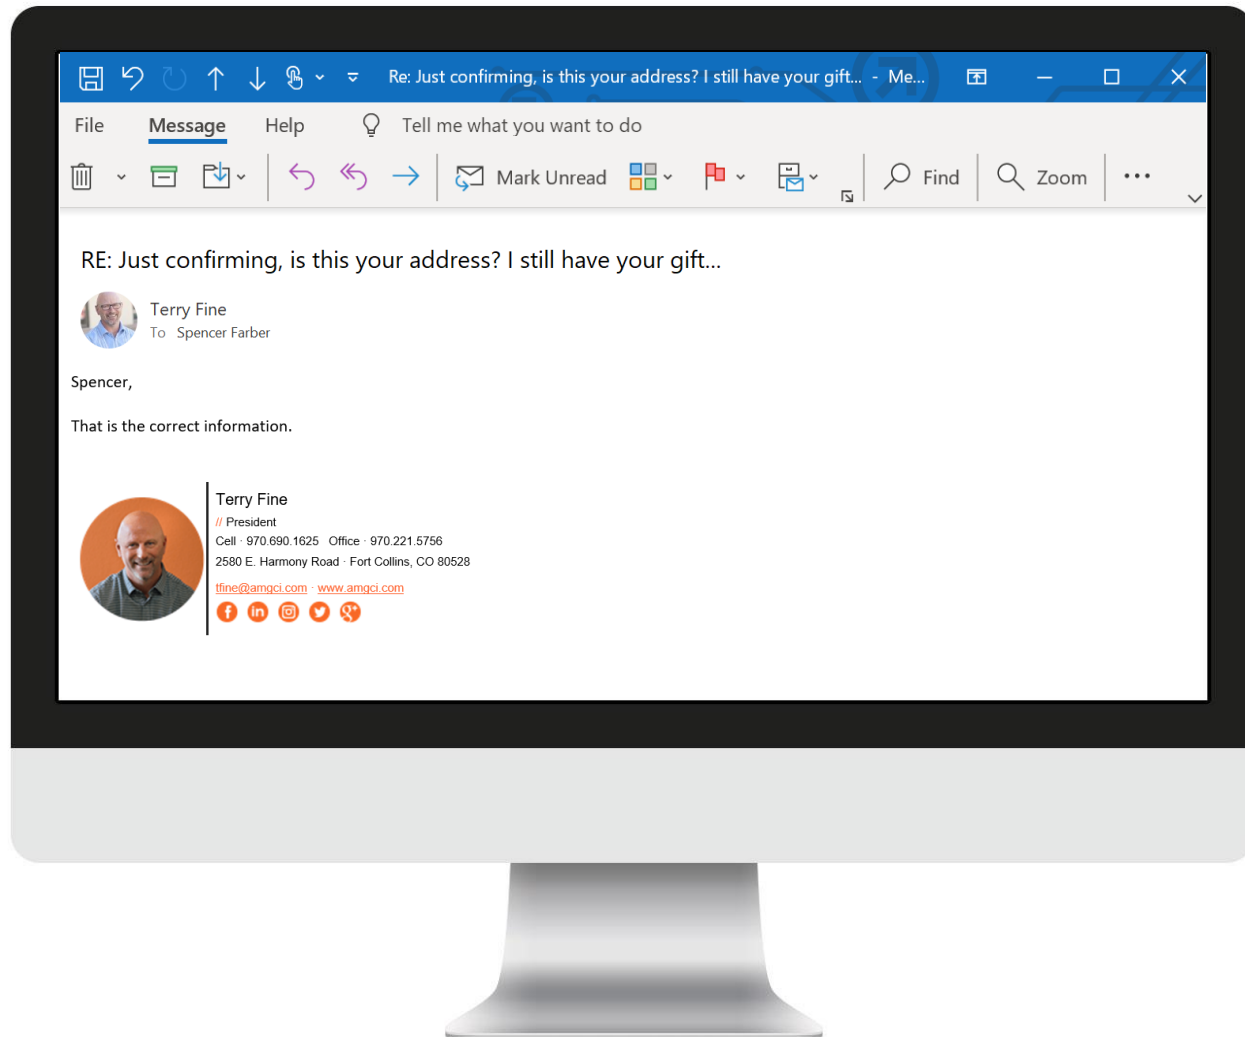 Re: Just confirming, is this your address? I still have your gift... - Me...
File Message Help Tell me what you want to do
Mark Unread Find Zoom
RE: Just confirming, is this your address? I still have your gift...
Terry Fine
To Spencer Farber
Spencer,
That is the correct information.
Terry Fine
// President
Cell · 970.690.1625 Office · 970.221.5756
2580 E. Harmony Road · Fort Collins, CO 80528
tfine@amgci.com · www.amgci.com